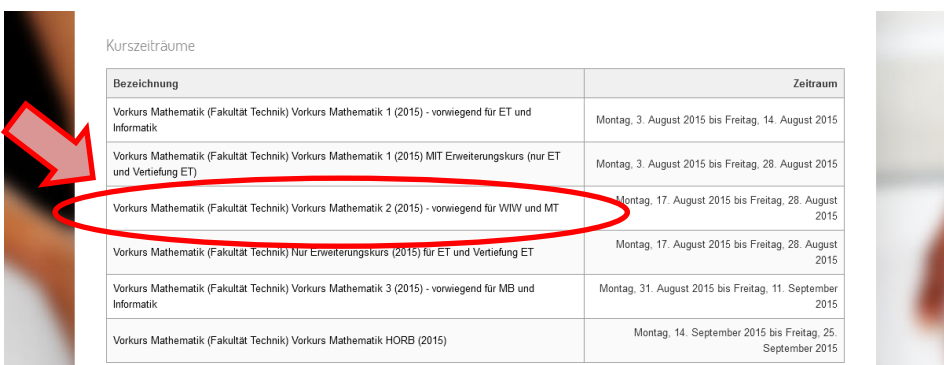 Kurszeiträume
Bezeichnung Zeitraum
Vorkurs Mathematik (Fakultät Technik) Vorkurs Mathematik 1 (2015) - vorwiegend für ET und
Informatik
Montag, 3. August 2015 bis Freitag, 14. August 2015
Vorkurs Mathematik (Fakultät Technik) Vorkurs Mathematik 1 (2015) MIT Erweiterungskurs (nur ET
und Vertiefung ET)
Montag, 3. August 2015 bis Freitag, 28. August 2015
Vorkurs Mathematik (Fakultät Technik) Vorkurs Mathematik 2 (2015) - vorwiegend für WIW und MT
Montag, 17. August 2015 bis Freitag, 28. August
2015
Vorkurs Mathematik (Fakultät Technik) Nur Erweiterungskurs (2015) für ET und Vertiefung ET
Montag, 17. August 2015 bis Freitag, 28. August
2015
Vorkurs Mathematik (Fakultät Technik) Vorkurs Mathematik 3 (2015) - vorwiegend für MB und
Informatik
Montag, 31. August 2015 bis Freitag, 11. September
2015
Vorkurs Mathematik (Fakultät Technik) Vorkurs Mathematik HORB (2015)
Montag, 14. September 2015 bis Freitag, 25.
September 2015